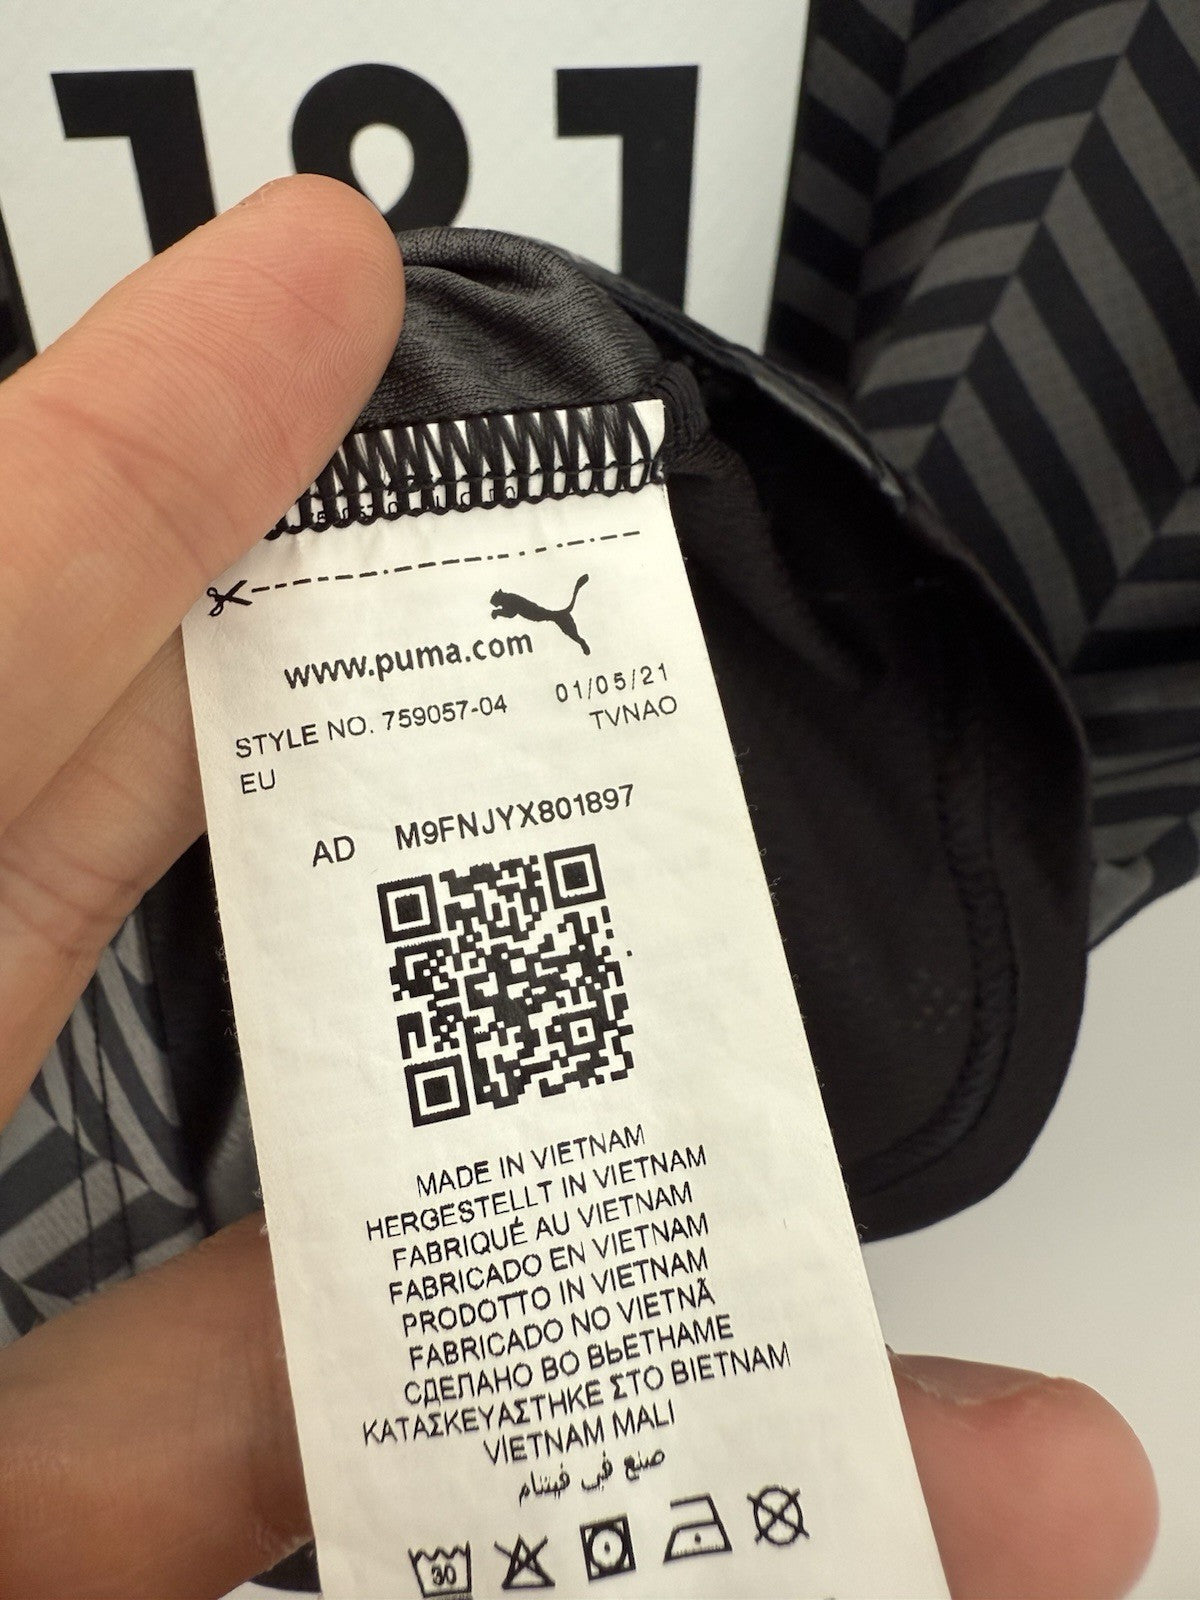 181
www.puma.com
STYLE NO. 759057-04 01/05/21
EU TVNAO
AD M9FNJYX801897
MADE IN VIETNAM
HERGESTELLT IN VIETNAM
FABRIQUÉ AU VIETNAM
FABRICADO EN VIETNAM
PRODOTTO IN VIETNAM
FABRICADO NO VIETNÃ
СДЕЛАНО ВО ВЬЕТНАМЕ
ΚΑΤΑΣΚΕΥΑΣΤΗΚΕ ΣΤΟ ΒΙΕΤΝΑΜ
VIETNAM MALI
صنع في فيتنام
30